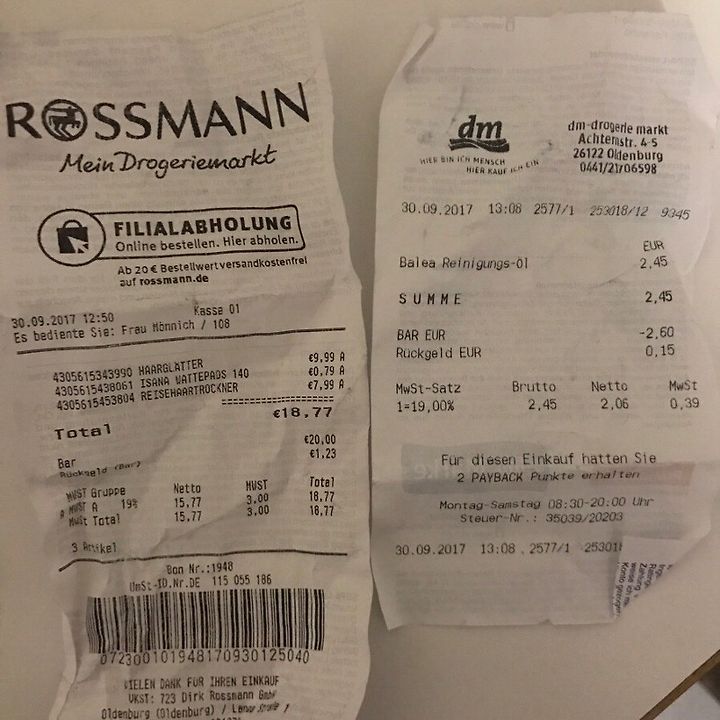 ROSSMANN
Mein Drogeriemarkt
FILIALABHOLUNG
Online bestellen. Hier abholen.
Ab 20 € Bestellwert versandkostenfrei
auf rossmann.de
30.09.2017 12:50 Kasse 01
Es bediente Sie: Frau Mönnich / 108
4305615343990 HAARGLÄTTER €9,99 A
4305615438061 ISANA WATTEPADS 140 €0,79 A
4305615453804 REISEHAARTROCKNER €7,99 A
Total €18,77
Bar €20,00
Rückgeld (Bar) €1,23
MWST Gruppe Netto MWST Total
A MWST A 19% 15.77 3.00 18.77
MWSt Total 15.77 3.00 18.77
3 Artikel
Bon Nr.:1948
UmSt-ID.Nr.DE 115 055 186
072300101948170930125040
VIELEN DANK FÜR IHREN EINKAUF
VKST: 723 Dirk Rossmann GmbH
Oldenburg (Oldenburg) /
dm
HIER BIN ICH MENSCH
HIER KAUF ICH EIN
dm-drogerie markt
Achternstr. 4-5
26122 Oldenburg
0441/21706598
30.09.2017 13:08 2577/1 253018/12 9345
EUR
Balea Reinigungs-Öl 2,45
SUMME 2,45
BAR EUR -2,60
Rückgeld EUR 0,15
MwSt-Satz Brutto Netto MwSt
1=19,00% 2,45 2,06 0,39
Für diesen Einkauf hatten Sie
2 PAYBACK Punkte erhalten
Montag-Samstag 08:30-20:00 Uhr
Steuer-Nr.: 35039/20203
30.09.2017 13:08 2577/1 25301